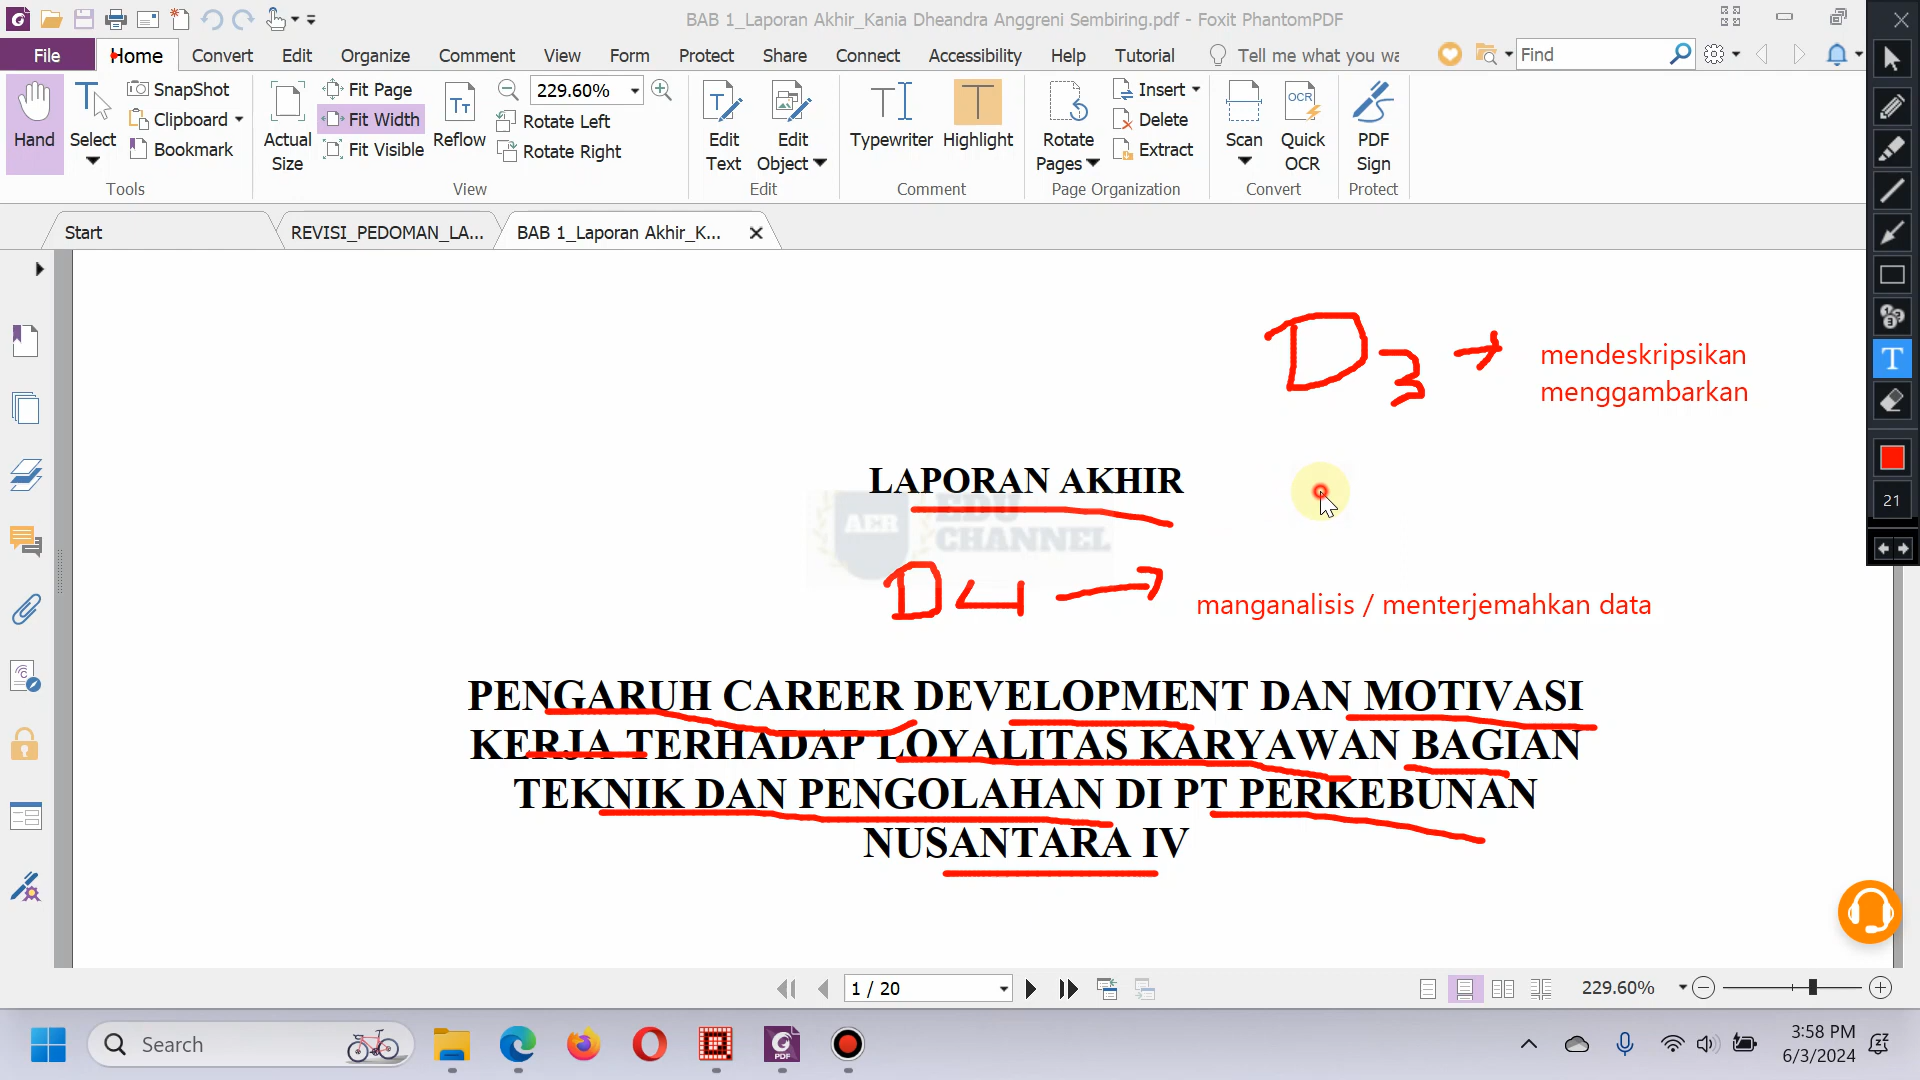 BAB 1_Laporan Akhir_Kania Dheandra Anggreni Sembiring.pdf - Foxit PhantomPDF
File Home Convert Edit Organize Comment View Form Protect Share Connect Accessibility Help Tutorial Tell me what you wa Find
Hand
Select
SnapShot
Clipboard
Bookmark
Tools
Actual Size
Fit Page
Fit Width
Fit Visible
Reflow
229.60%
Rotate Left
Rotate Right
View
Edit Text
Edit Object
Edit
Typewriter
Highlight
Comment
Rotate Pages
Insert
Delete
Extract
Page Organization
Scan
OCR
Quick OCR
Convert
PDF Sign
Protect
Start
REVISI_PEDOMAN_LA...
BAB 1_Laporan Akhir_K...
D3 → mendeskripsikan
menggambarkan
LAPORAN AKHIR
AER EDU CHANNEL
D4 → manganalisis / menterjemahkan data
PENGARUH CAREER DEVELOPMENT DAN MOTIVASI
KERJA TERHADAP LOYALITAS KARYAWAN BAGIAN
TEKNIK DAN PENGOLAHAN DI PT PERKEBUNAN
NUSANTARA IV
21
1 / 20
229.60%
Search
PDF
3:58 PM
6/3/2024